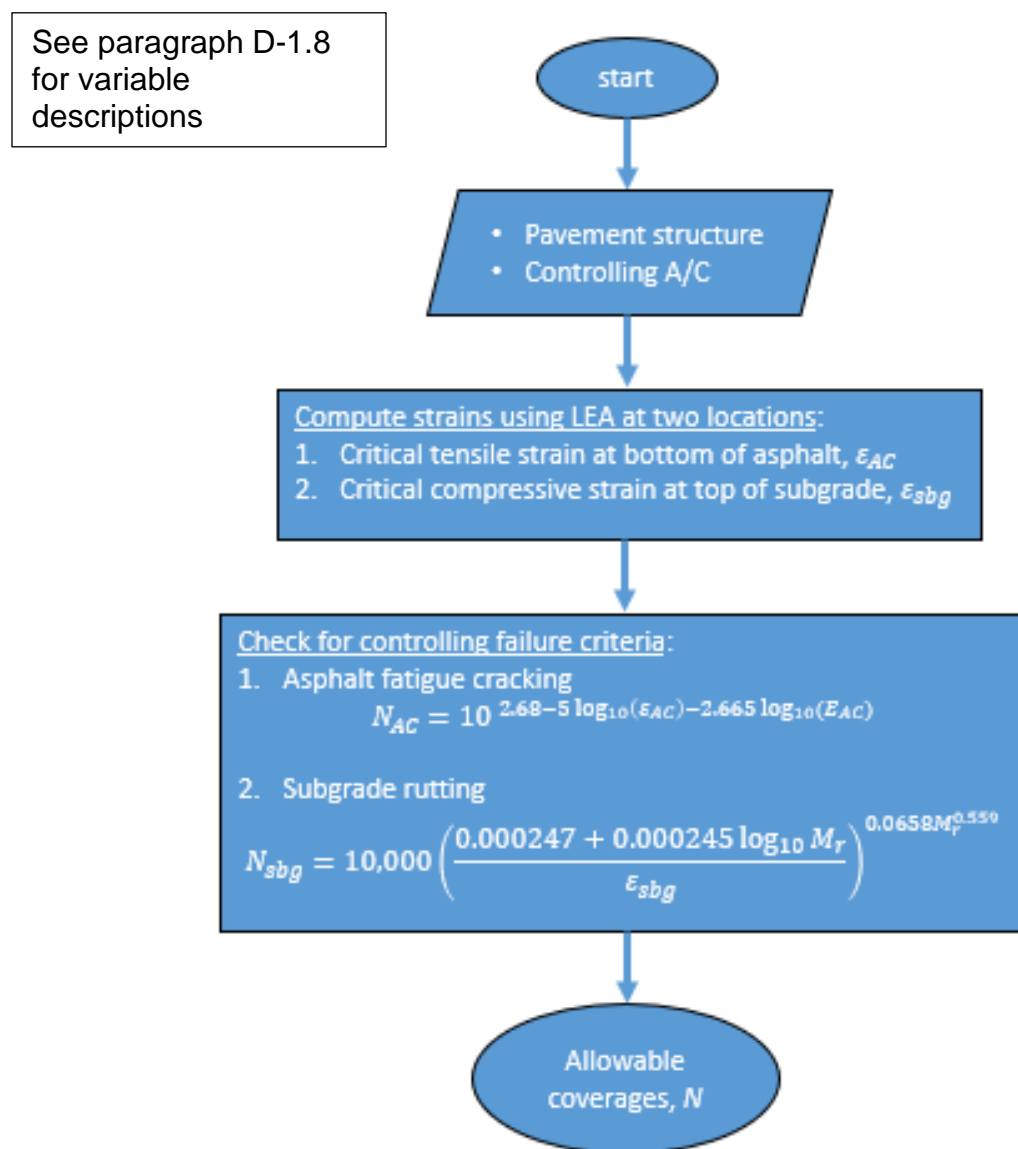 See paragraph D-1.8
for variable
descriptions
start
• Pavement structure
• Controlling A/C
Compute strains using LEA at two locations:
1. Critical tensile strain at bottom of asphalt, ε_AC
2. Critical compressive strain at top of subgrade, ε_sbg
Check for controlling failure criteria:
1. Asphalt fatigue cracking
N_AC = 10^(2.68−5 log₁₀(ε_AC)−2.665 log₁₀(E_AC))
2. Subgrade rutting
N_sbg = 10,000 ((0.000247 + 0.000245 log₁₀ M_r) / ε_sbg)^(0.0658M_r^0.559)
Allowable
coverages, N